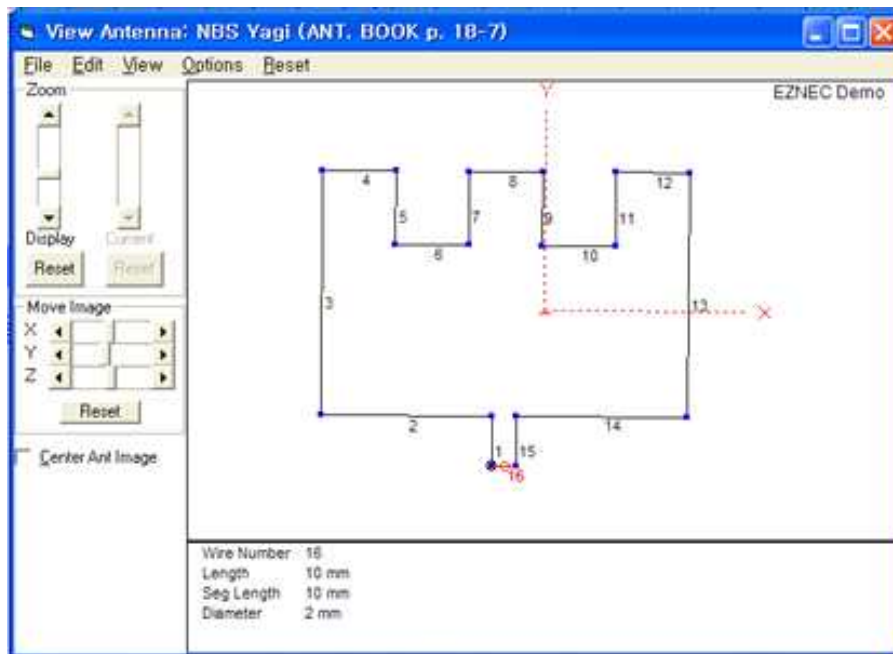 View Antenna: NBS Yagi (ANT. BOOK p. 18-7)
File Edit View Options Reset
Zoom
Display Current
Reset Reset
Move Image
X
Y
Z
Reset
Center Ant Image
EZNEC Demo
Y
4 8 12
5 7 9 11
6 10
3 13 X
2 14
1 15
16
Wire Number 16
Length 10 mm
Seg Length 10 mm
Diameter 2 mm